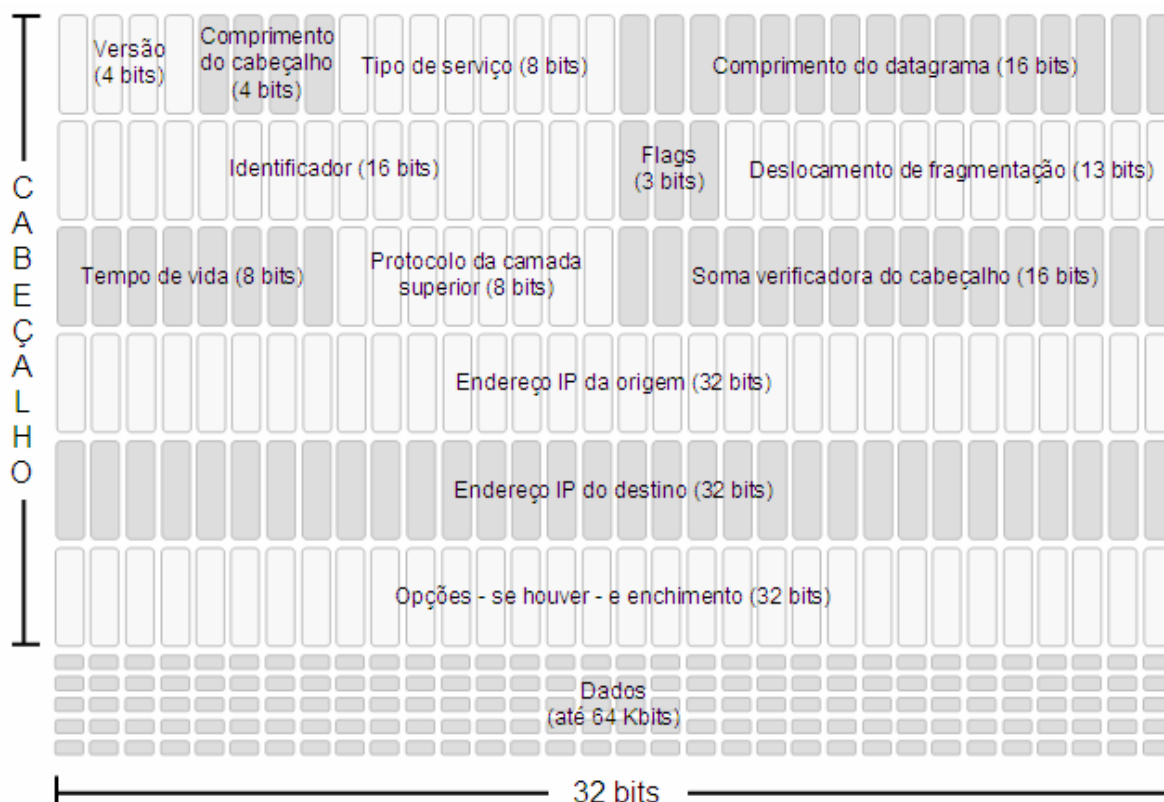 CABEÇALHO
Versão
(4 bits)
Comprimento
do cabeçalho
(4 bits)
Tipo de serviço (8 bits)
Comprimento do datagrama (16 bits)
Identificador (16 bits)
Flags
(3 bits)
Deslocamento de fragmentação (13 bits)
Tempo de vida (8 bits)
Protocolo da camada
superior (8 bits)
Soma verificadora do cabeçalho (16 bits)
Endereço IP da origem (32 bits)
Endereço IP do destino (32 bits)
Opções - se houver - e enchimento (32 bits)
Dados
(até 64 Kbits)
32 bits